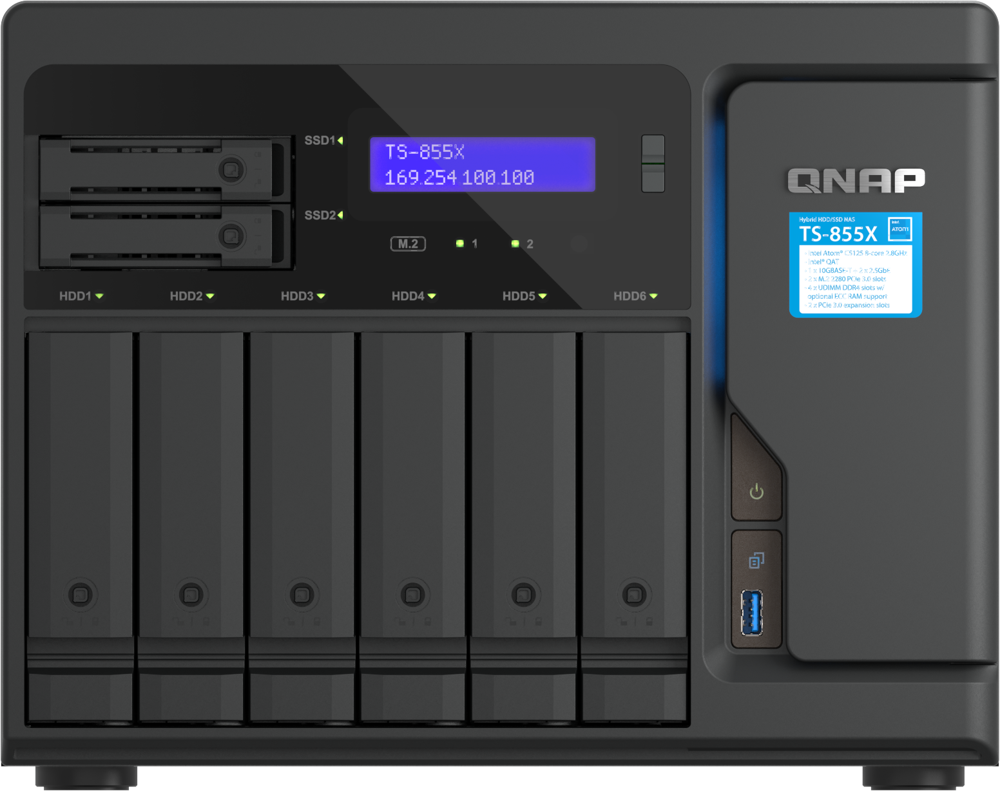 SSD1
TS-855X
169.254.100.100
SSD2
M.2 1 2
HDD1 HDD2 HDD3 HDD4 HDD5 HDD6
QNAP
Hybrid HDD/SSD NAS
TS-855X
intel
ATOM
- Intel Atom® C5125 8-core 2.8GHz
- Intel® QAT
- 1 x 10GBASE-T + 2 x 2.5GbE
- 2 x M.2 2280 PCIe 3.0 slots
- 4 x UDIMM DDR4 slots w/
optional ECC RAM support
- 2 x PCIe 3.0 expansion slots